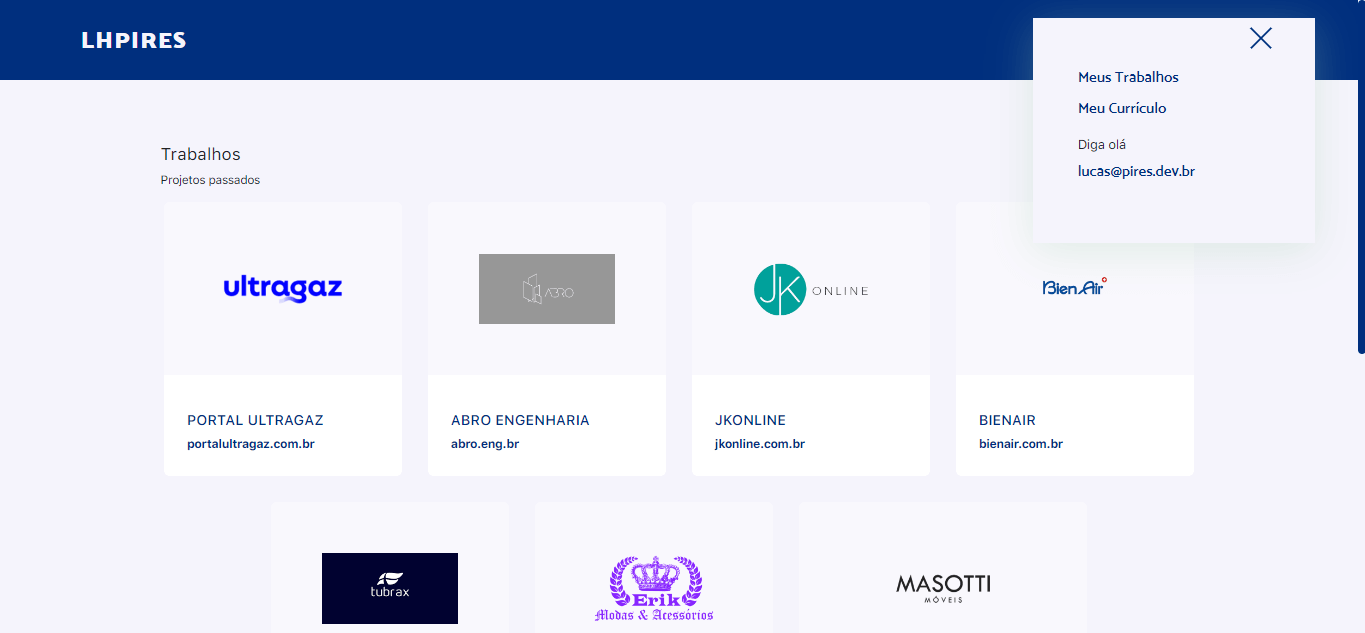 LHPIRES
Meus Trabalhos
Meu Currículo
Diga olá
lucas@pires.dev.br
Trabalhos
Projetos passados
ultragaz
ABRO
JK ONLINE
Bien Air
PORTAL ULTRAGAZ
portalultragaz.com.br
ABRO ENGENHARIA
abro.eng.br
JKONLINE
jkonline.com.br
BIENAIR
bienair.com.br
tubrax
Erik
Modas & Acessórios
MASOTTI
MÓVEIS